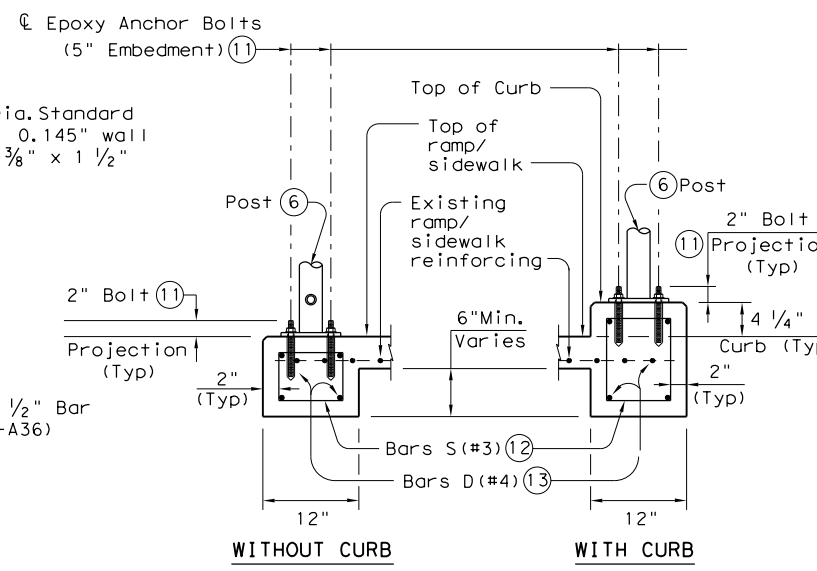 ℄ Epoxy Anchor Bolts
(5" Embedment) 11
ia. Standard
0.145" wall
3/8" x 1 1/2"
Top of Curb
Top of
ramp/
sidewalk
Post 6
Existing
ramp/
sidewalk
reinforcing
6 Post
2" Bolt
11 Projectio
(Typ)
2" Bolt 11
Projection
(Typ)
6"Min.
Varies
4 1/4"
Curb (Typ
2"
(Typ)
2"
(Typ)
1/2" Bar
-A36)
Bars S(#3) 12
Bars D(#4) 13
12"
12"
WITHOUT CURB
WITH CURB